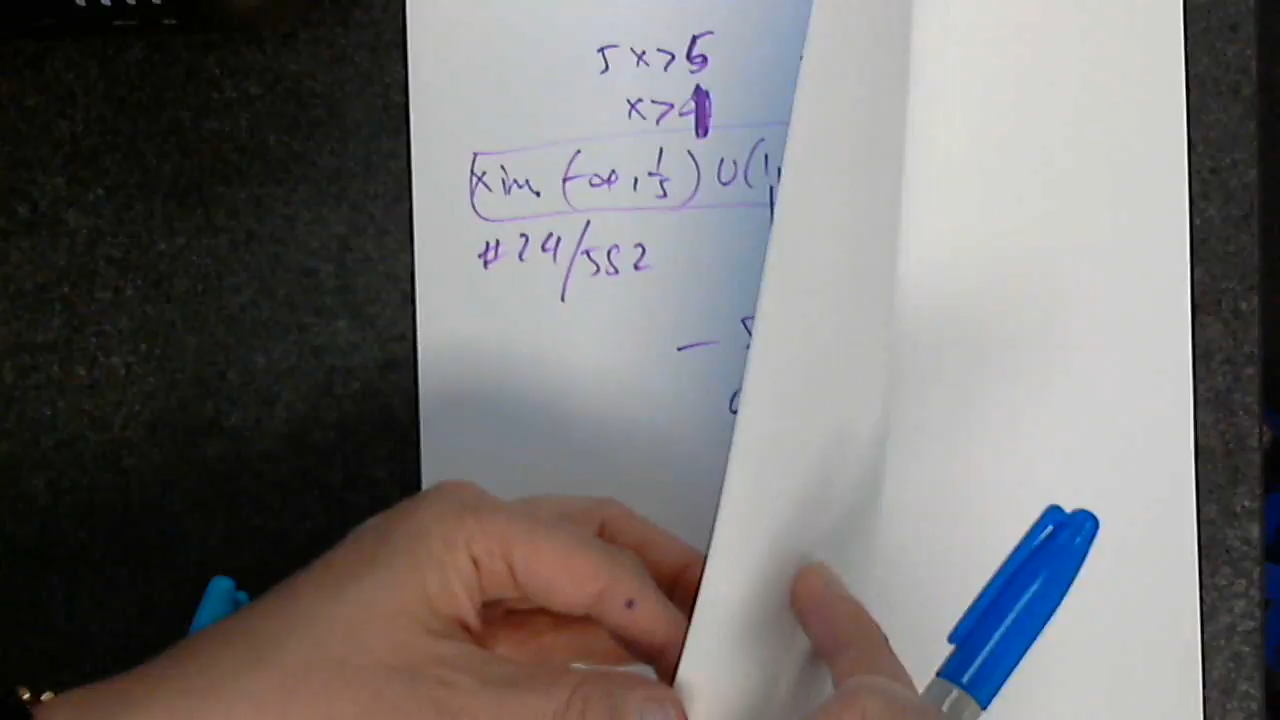 5x>5
x>1
x in (-∞, 1/5) U (1,
#24/552
-